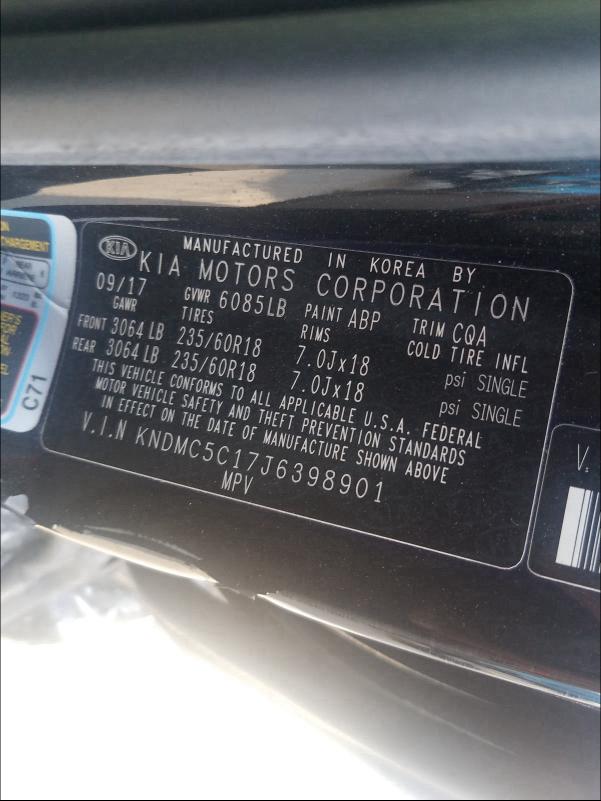 KIA
MANUFACTURED IN KOREA BY
KIA MOTORS CORPORATION
09/17 GVWR 6085LB PAINT ABP TRIM CQA
GAWR TIRES RIMS COLD TIRE INFL
FRONT 3064 LB 235/60R18 7.0Jx18 psi SINGLE
REAR 3064 LB 235/60R18 7.0Jx18 psi SINGLE
THIS VEHICLE CONFORMS TO ALL APPLICABLE U.S.A. FEDERAL
MOTOR VEHICLE SAFETY AND THEFT PREVENTION STANDARDS
IN EFFECT ON THE DATE OF MANUFACTURE SHOWN ABOVE
V.I.N KNDMC5C17J6398901
MPV
C71
V.